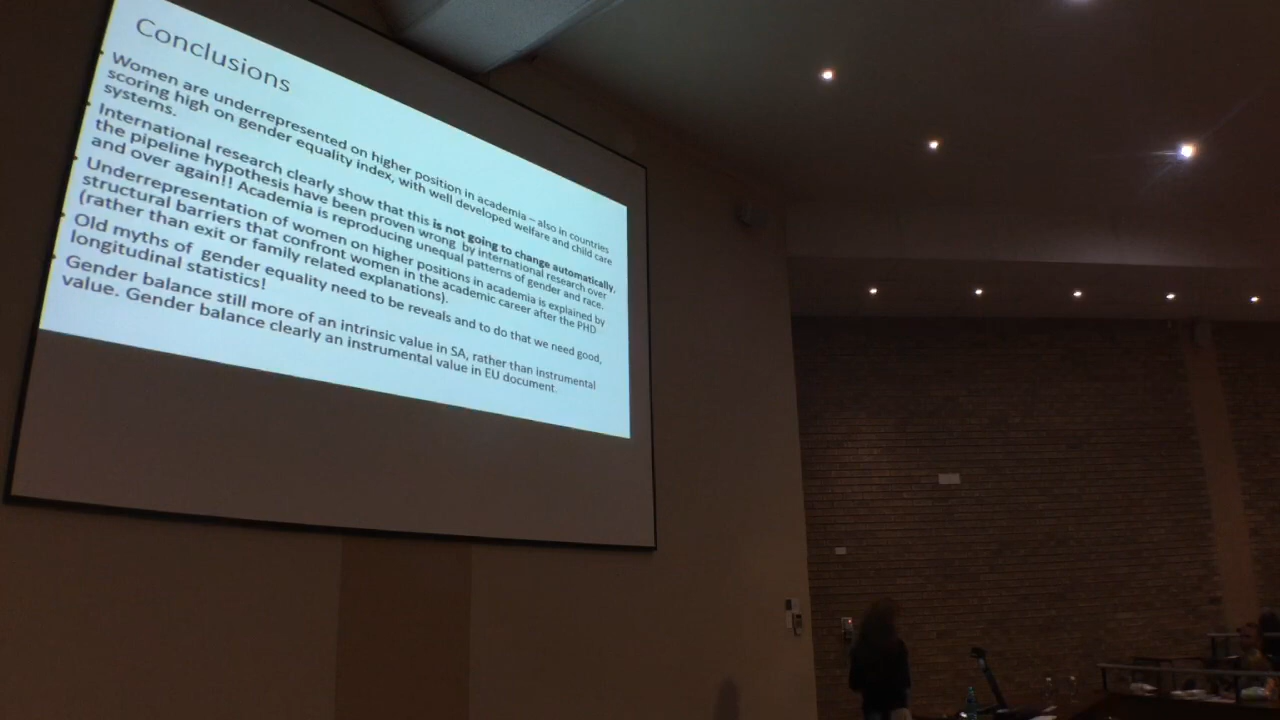 Conclusions
Women are underrepresented on higher position in academia – also in countries
scoring high on gender equality index, with well developed welfare and child care
systems.
International research clearly show that this is not going to change automatically,
the pipeline hypothesis have been proven wrong by international research over
and over again!! Academia is reproducing unequal patterns of gender and race.
Underrepresentation of women on higher positions in academia is explained by
structural barriers that confront women in the academic career after the PHD
(rather than exit or family related explanations).
Old myths of gender equality need to be reveals and to do that we need good,
longitudinal statistics!
Gender balance still more of an intrinsic value in SA, rather than instrumental
value. Gender balance clearly an instrumental value in EU document.